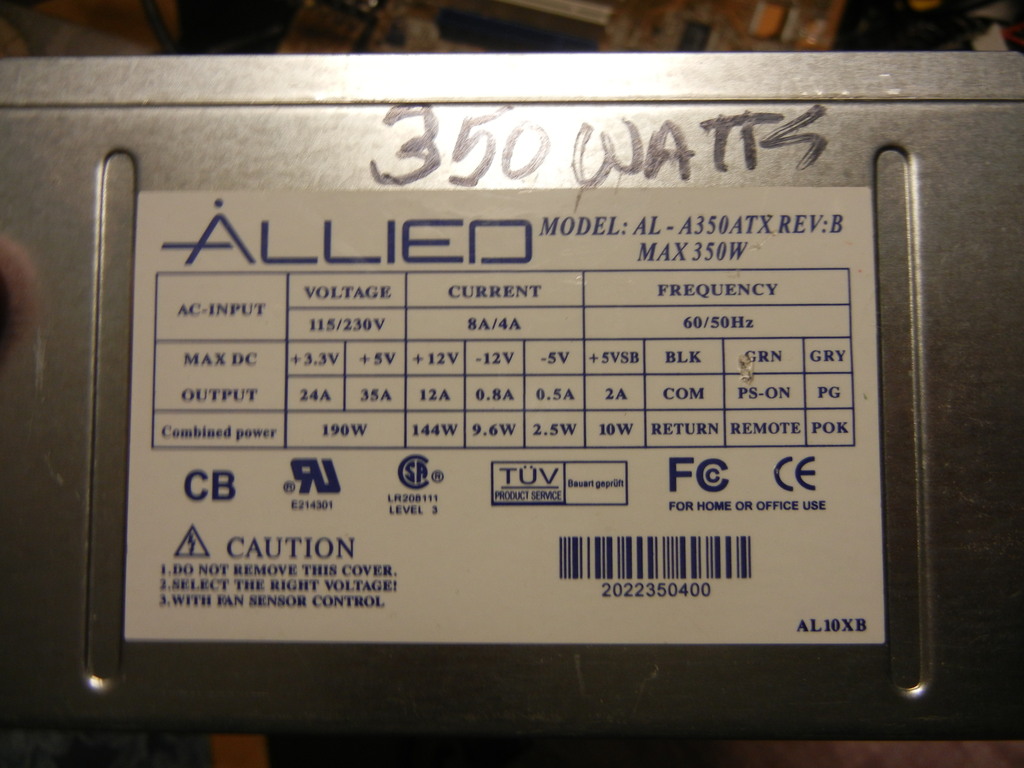 350 WATTS
ALLIED MODEL: AL - A350ATX REV:B
MAX 350W
AC-INPUT VOLTAGE CURRENT FREQUENCY
115/230V 8A/4A 60/50Hz
MAX DC +3.3V +5V +12V -12V -5V +5VSB BLK GRN GRY
OUTPUT 24A 35A 12A 0.8A 0.5A 2A COM PS-ON PG
Combined power 190W 144W 9.6W 2.5W 10W RETURN REMOTE POK
CB ® RU SA ® TÜV PRODUCT SERVICE Bauart geprüft FC CE
E214301 LR208111 FOR HOME OR OFFICE USE
LEVEL 3
CAUTION
1.DO NOT REMOVE THIS COVER.
2.SELECT THE RIGHT VOLTAGE!
3.WITH FAN SENSOR CONTROL
2022350400
AL10XB